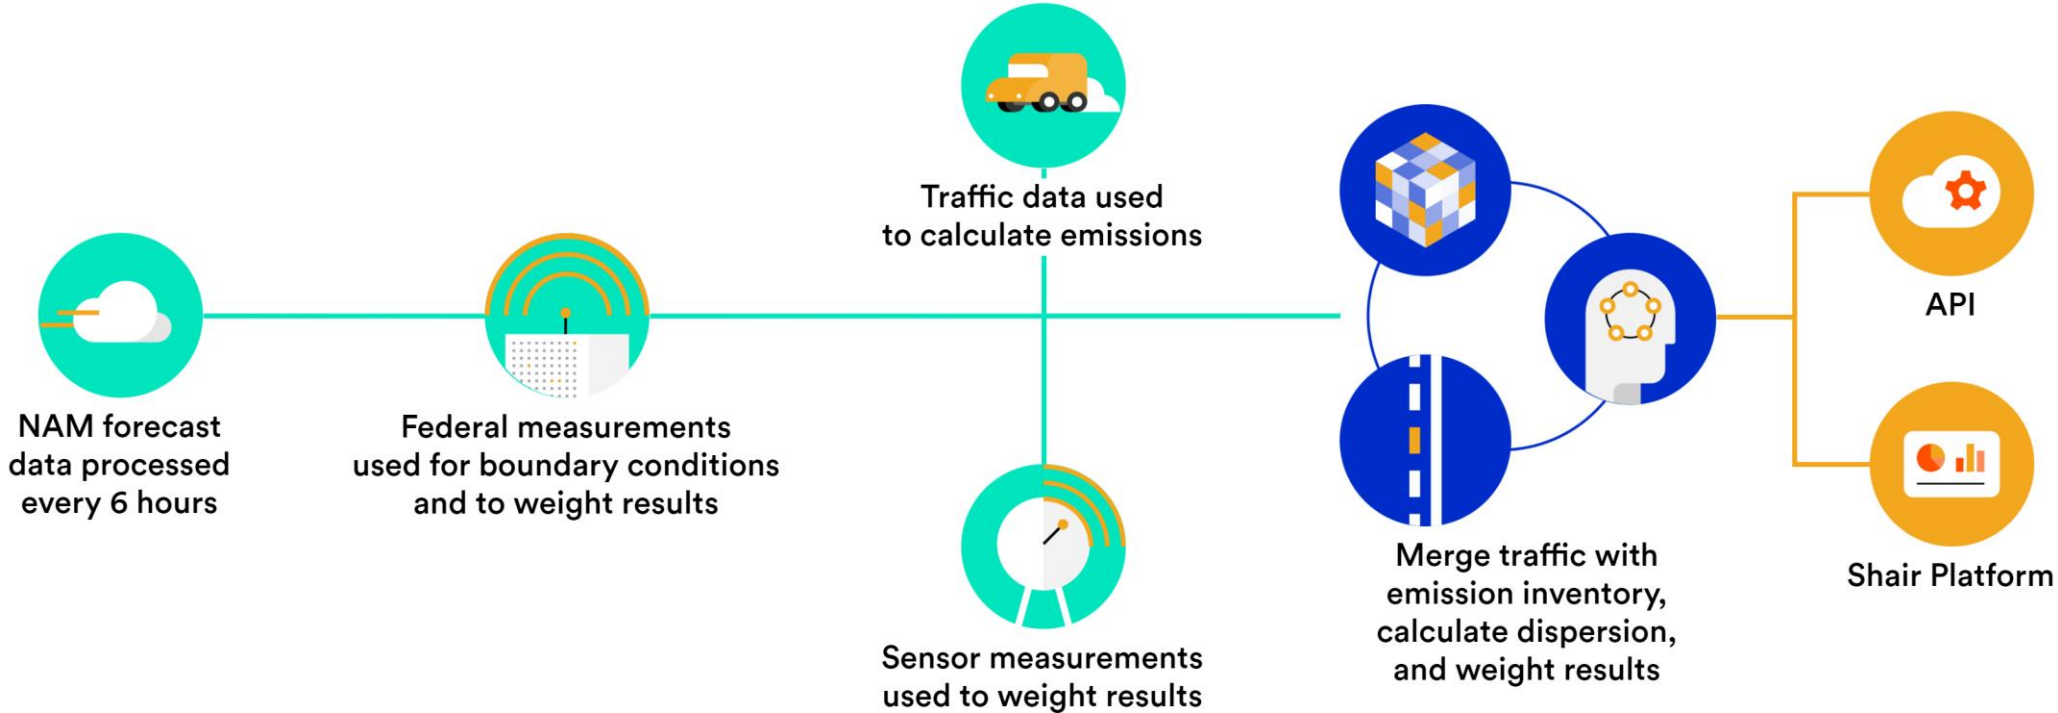 NAM forecast
data processed
every 6 hours
Federal measurements
used for boundary conditions
and to weight results
Traffic data used
to calculate emissions
Sensor measurements
used to weight results
Merge traffic with
emission inventory,
calculate dispersion,
and weight results
API
Shair Platform